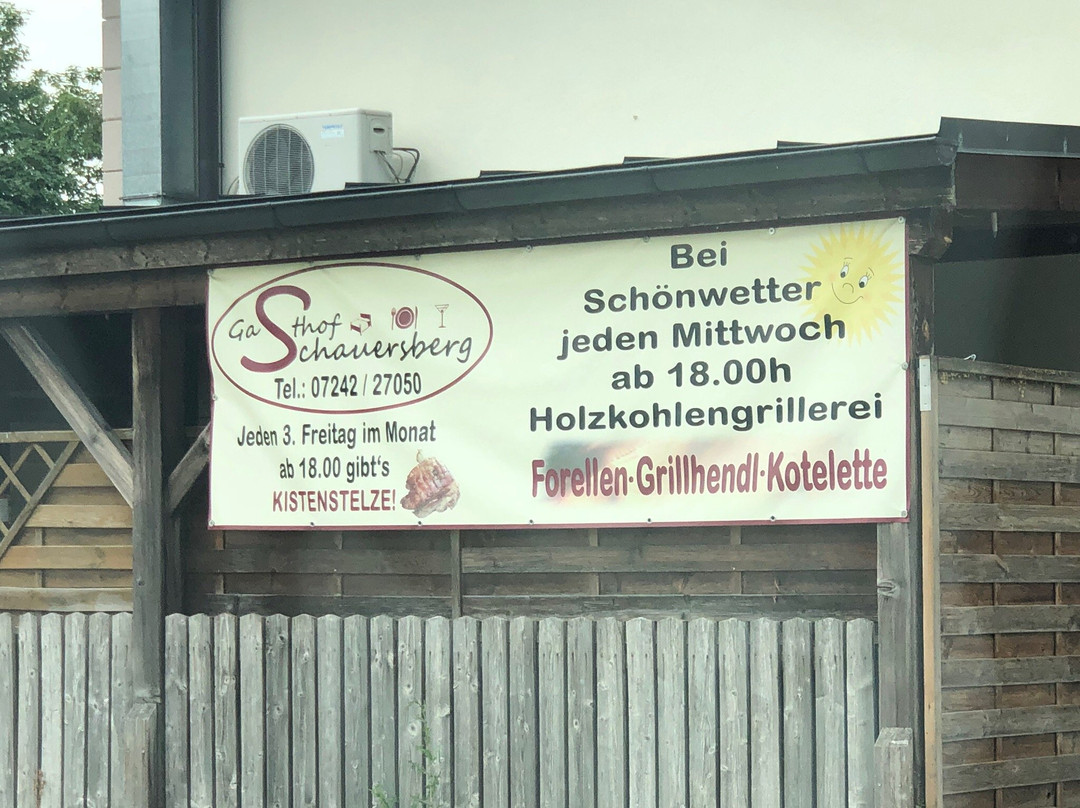 Gasthof
Schauersberg
Tel.: 07242 / 27050
Jeden 3. Freitag im Monat
ab 18.00 gibt's
KISTENSTELZE!
Bei
Schönwetter
jeden Mittwoch
ab 18.00h
Holzkohlengrillerei
Forellen·Grillhendl·Kotelette